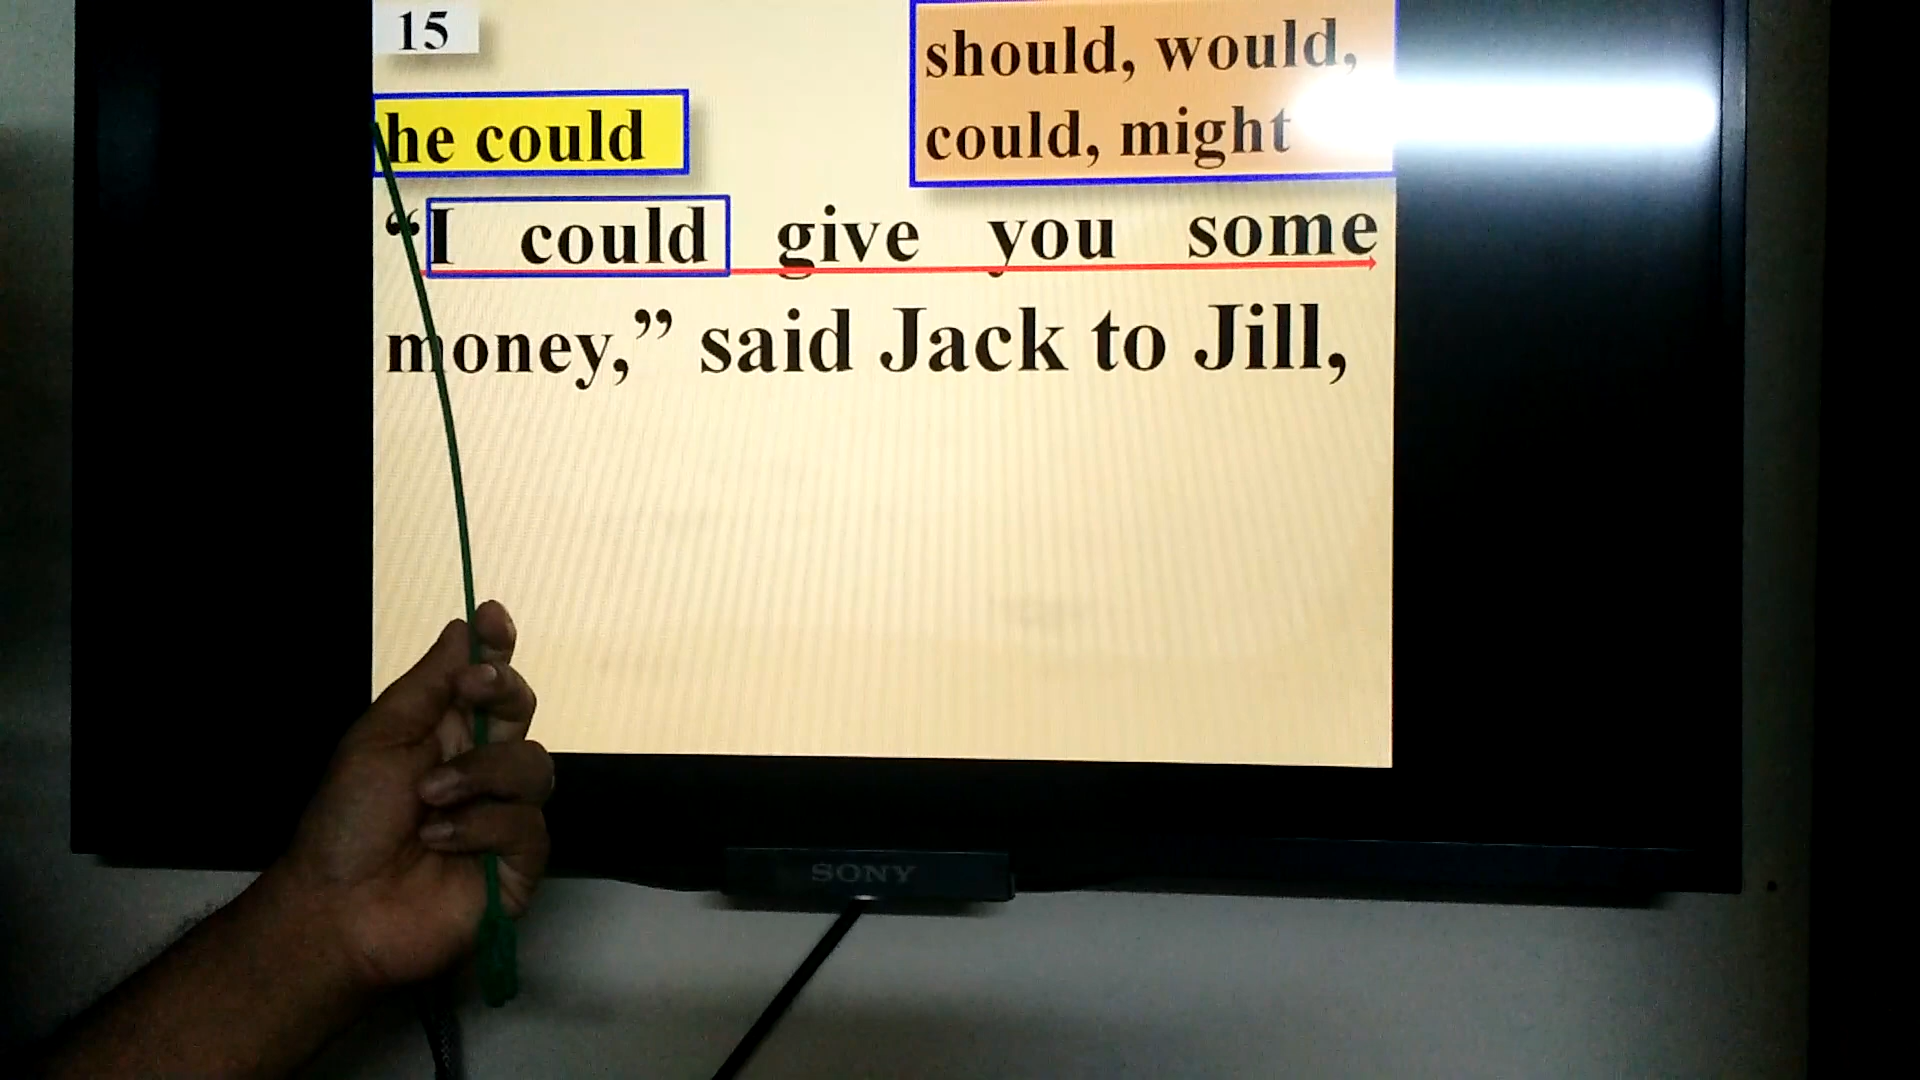 15
should, would,
could, might
he could
“I could give you some
money,” said Jack to Jill,
SONY